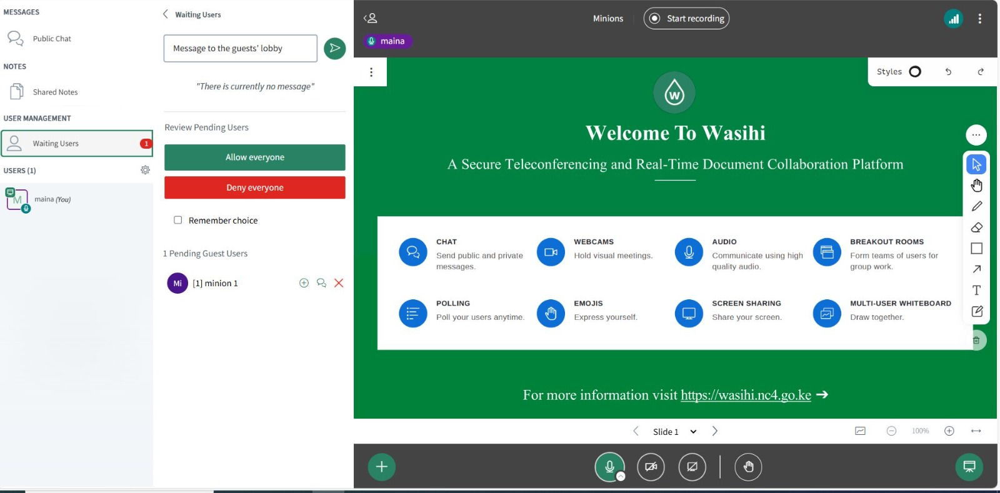 MESSAGES
Public Chat
NOTES
Shared Notes
USER MANAGEMENT
Waiting Users
1
USERS (1)
M
maina (You)
Waiting Users
Message to the guests' lobby
"There is currently no message"
Review Pending Users
Allow everyone
Deny everyone
Remember choice
1 Pending Guest Users
Mi
[1] minion 1
Minions
Start recording
maina
Styles
W
Welcome To Wasihi
A Secure Teleconferencing and Real-Time Document Collaboration Platform
CHAT
Send public and private
messages.
WEBCAMS
Hold visual meetings.
AUDIO
Communicate using high
quality audio.
BREAKOUT ROOMS
Form teams of users for
group work.
POLLING
Poll your users anytime.
EMOJIS
Express yourself.
SCREEN SHARING
Share your screen.
MULTI-USER WHITEBOARD
Draw together.
For more information visit https://wasihi.nc4.go.ke ➔
Slide 1
100%